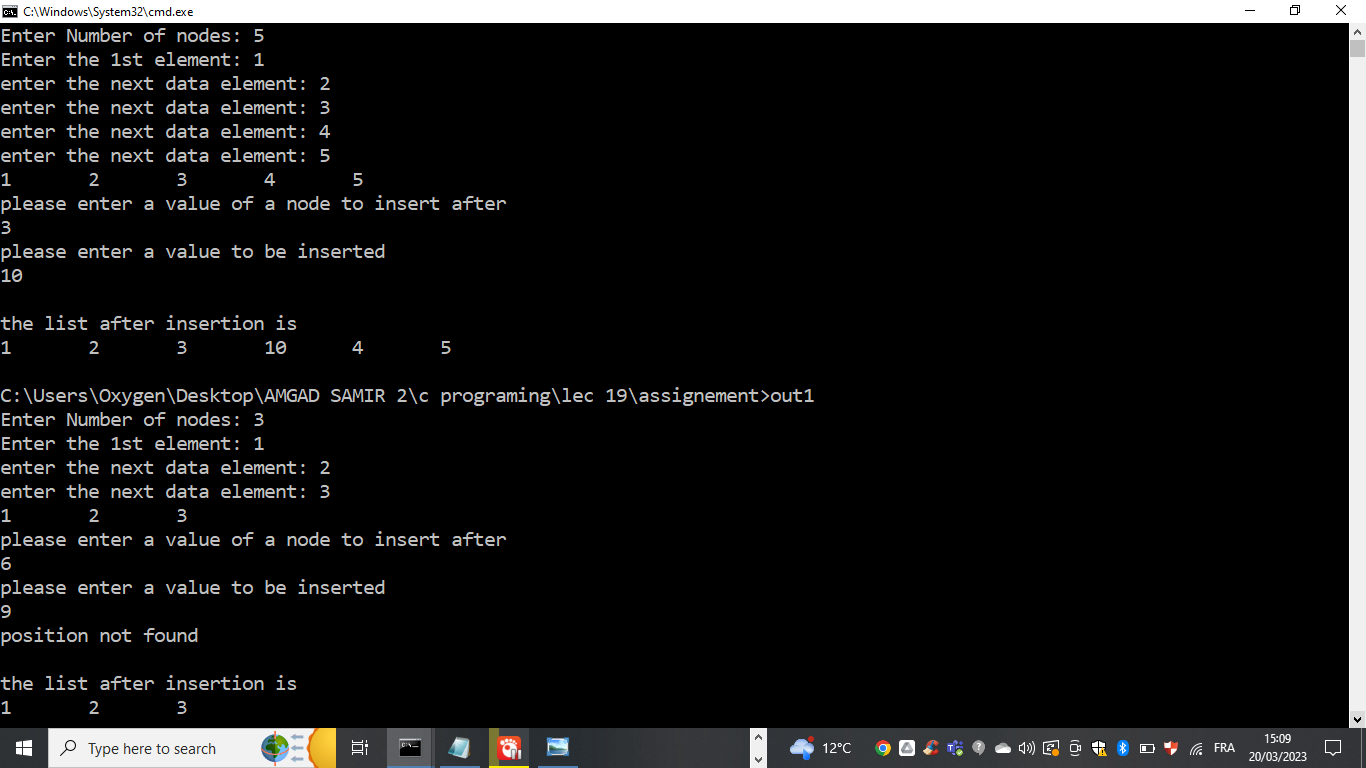 C:\Windows\System32\cmd.exe
Enter Number of nodes: 5
Enter the 1st element: 1
enter the next data element: 2
enter the next data element: 3
enter the next data element: 4
enter the next data element: 5
1 2 3 4 5
please enter a value of a node to insert after
3
please enter a value to be inserted
10
the list after insertion is
1 2 3 10 4 5
C:\Users\Oxygen\Desktop\AMGAD SAMIR 2\c programing\lec 19\assignement>out1
Enter Number of nodes: 3
Enter the 1st element: 1
enter the next data element: 2
enter the next data element: 3
1 2 3
please enter a value of a node to insert after
6
please enter a value to be inserted
9
position not found
the list after insertion is
1 2 3
Type here to search
12°C
FRA
15:09
20/03/2023